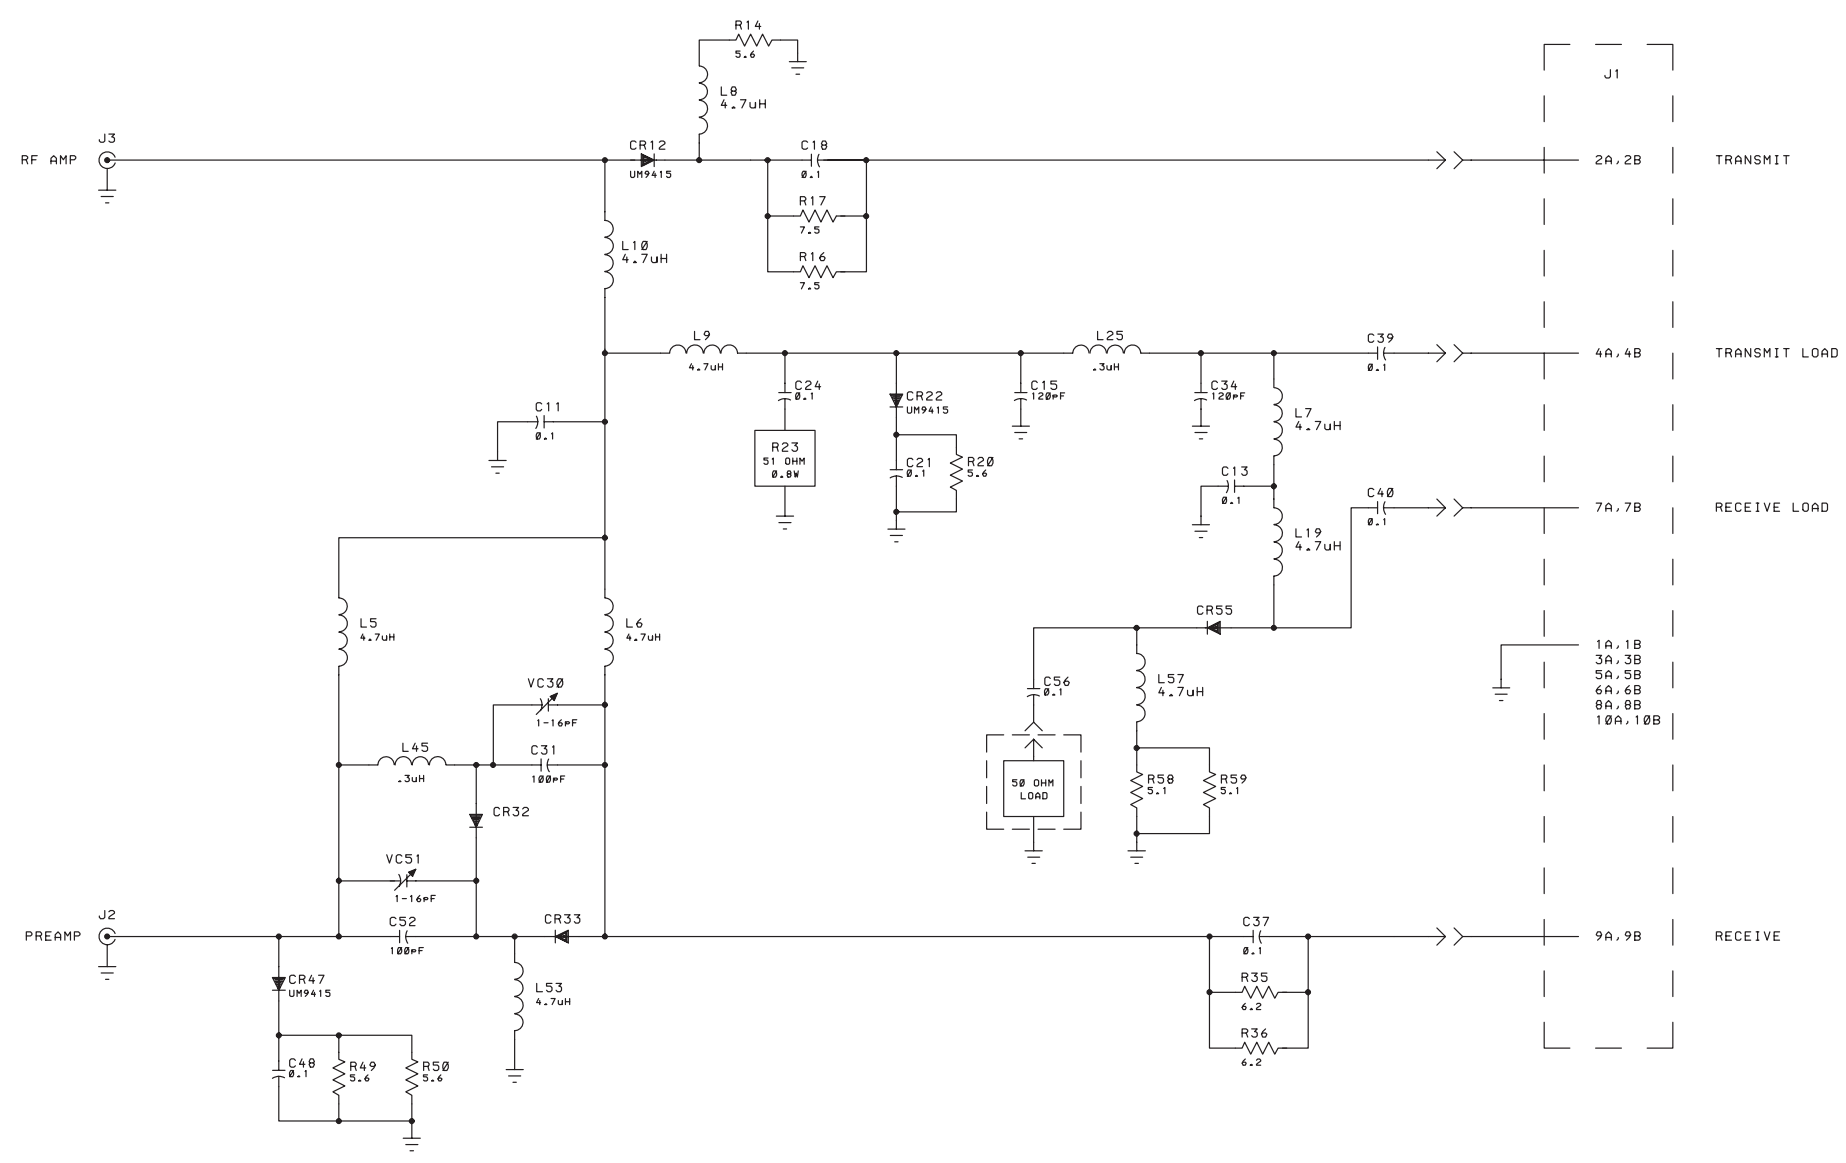 R14
5.6
J1
L8
4.7uH
J3
RF AMP
CR12
UM9415
C18
0.1
2A,2B
TRANSMIT
R17
7.5
L10
4.7uH
R16
7.5
L9
4.7uH
L25
.3uH
C39
0.1
4A,4B
TRANSMIT LOAD
C24
0.1
CR22
UM9415
C15
120pF
C34
120pF
C11
0.1
L7
4.7uH
R23
51 OHM
0.8W
C21
0.1
R20
5.6
C13
0.1
C40
0.1
7A,7B
RECEIVE LOAD
L19
4.7uH
L5
4.7uH
L6
4.7uH
CR55
1A,1B
3A,3B
5A,5B
6A,6B
8A,8B
10A,10B
VC30
1-16pF
C56
0.1
L57
4.7uH
L45
.3uH
C31
100pF
50 OHM
LOAD
R58
5.1
R59
5.1
CR32
VC51
1-16pF
J2
PREAMP
C52
100pF
CR33
C37
0.1
9A,9B
RECEIVE
CR47
UM9415
L53
4.7uH
R35
6.2
R36
6.2
C48
0.1
R49
5.6
R50
5.6